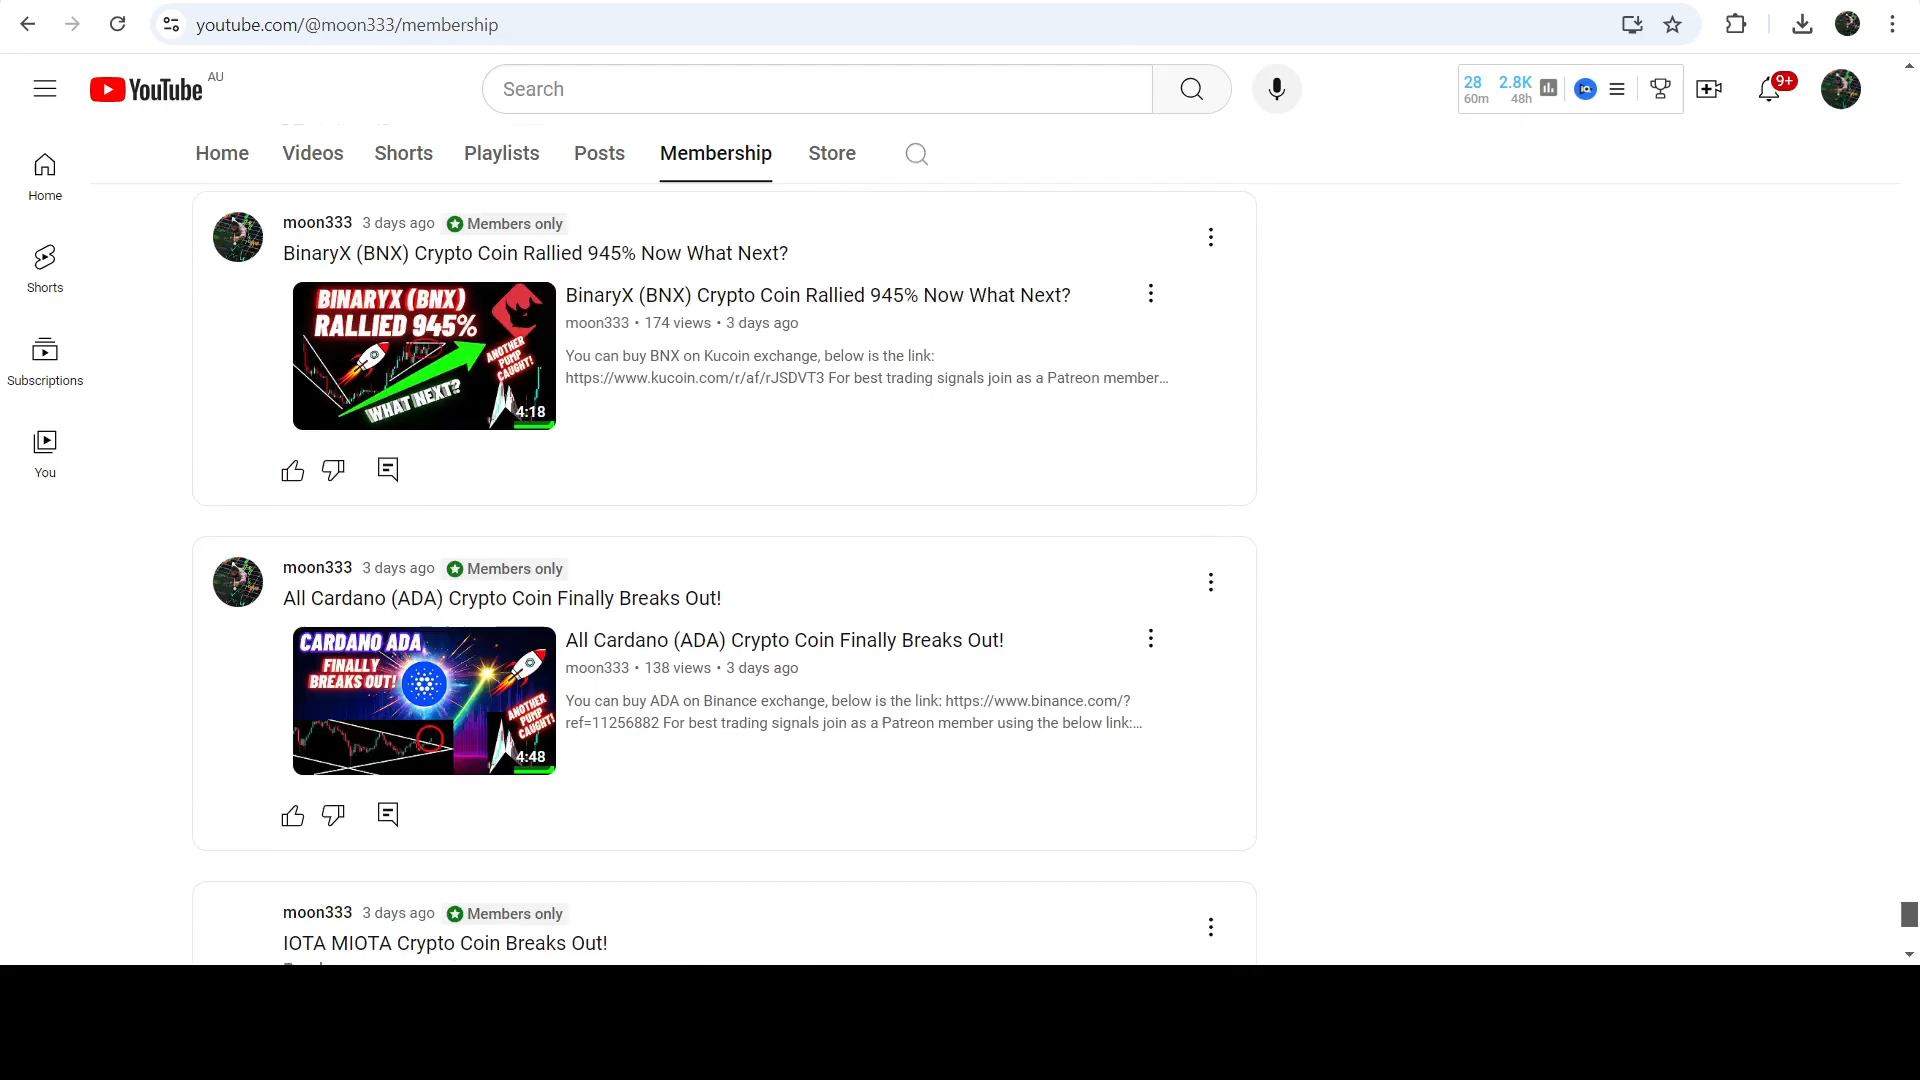 youtube.com/@moon333/membership
YouTube AU
Search
28 2.8K
60m 48h
9+
Home Videos Shorts Playlists Posts Membership Store
Home
Shorts
Subscriptions
You
moon333 3 days ago Members only
BinaryX (BNX) Crypto Coin Rallied 945% Now What Next?
BINARYX (BNX)
RALLIED 945%
ANOTHER
PUMP
CAUGHT!
WHAT NEXT?
4:18
BinaryX (BNX) Crypto Coin Rallied 945% Now What Next?
moon333 • 174 views • 3 days ago
You can buy BNX on Kucoin exchange, below is the link:
https://www.kucoin.com/r/af/rJSDVT3 For best trading signals join as a Patreon member...
moon333 3 days ago Members only
All Cardano (ADA) Crypto Coin Finally Breaks Out!
CARDANO ADA
FINALLY
BREAKS OUT!
ANOTHER
PUMP
CAUGHT!
4:48
All Cardano (ADA) Crypto Coin Finally Breaks Out!
moon333 • 138 views • 3 days ago
You can buy ADA on Binance exchange, below is the link: https://www.binance.com/?
ref=11256882 For best trading signals join as a Patreon member using the below link:...
moon333 3 days ago Members only
IOTA MIOTA Crypto Coin Breaks Out!